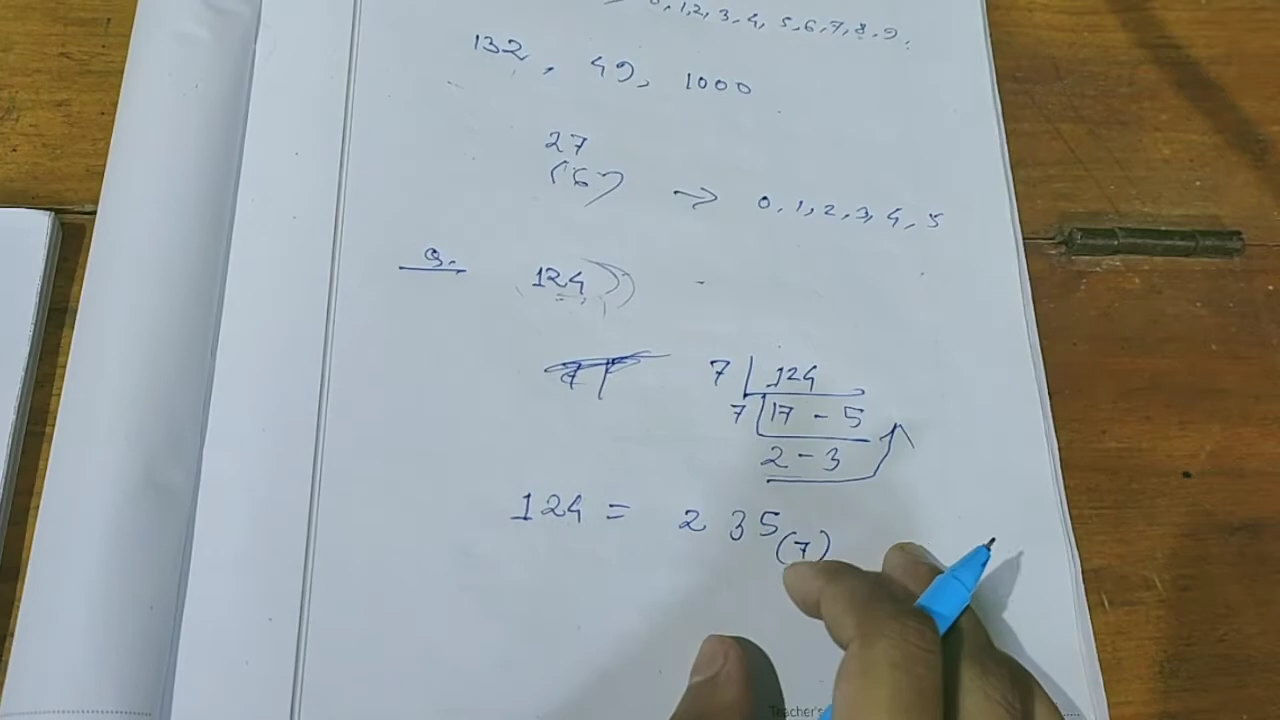 0,1,2,3,4,5,6,7,8,9.
132, 49, 1000
27
(6) → 0,1,2,3,4,5
Q. 124
7 | 124
7 | 17 - 5
2 - 3
124 = 235(7)
Teacher's